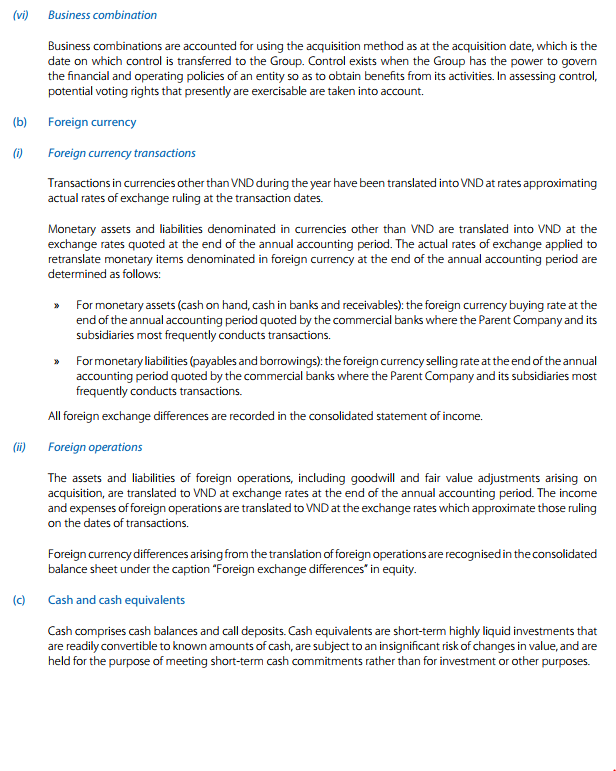 (vi) Business combination
Business combinations are accounted for using the acquisition method as at the acquisition date, which is the
date on which control is transferred to the Group. Control exists when the Group has the power to govern
the financial and operating policies of an entity so as to obtain benefits from its activities. In assessing control,
potential voting rights that presently are exercisable are taken into account.
(b) Foreign currency
(i) Foreign currency transactions
Transactions in currencies other than VND during the year have been translated into VND at rates approximating
actual rates of exchange ruling at the transaction dates.
Monetary assets and liabilities denominated in currencies other than VND are translated into VND at the
exchange rates quoted at the end of the annual accounting period. The actual rates of exchange applied to
retranslate monetary items denominated in foreign currency at the end of the annual accounting period are
determined as follows:
» For monetary assets (cash on hand, cash in banks and receivables): the foreign currency buying rate at the
end of the annual accounting period quoted by the commercial banks where the Parent Company and its
subsidiaries most frequently conducts transactions.
» For monetary liabilities (payables and borrowings): the foreign currency selling rate at the end of the annual
accounting period quoted by the commercial banks where the Parent Company and its subsidiaries most
frequently conducts transactions.
All foreign exchange differences are recorded in the consolidated statement of income.
(ii) Foreign operations
The assets and liabilities of foreign operations, including goodwill and fair value adjustments arising on
acquisition, are translated to VND at exchange rates at the end of the annual accounting period. The income
and expenses of foreign operations are translated to VND at the exchange rates which approximate those ruling
on the dates of transactions.
Foreign currency differences arising from the translation of foreign operations are recognised in the consolidated
balance sheet under the caption “Foreign exchange differences” in equity.
(c) Cash and cash equivalents
Cash comprises cash balances and call deposits. Cash equivalents are short-term highly liquid investments that
are readily convertible to known amounts of cash, are subject to an insignificant risk of changes in value, and are
held for the purpose of meeting short-term cash commitments rather than for investment or other purposes.